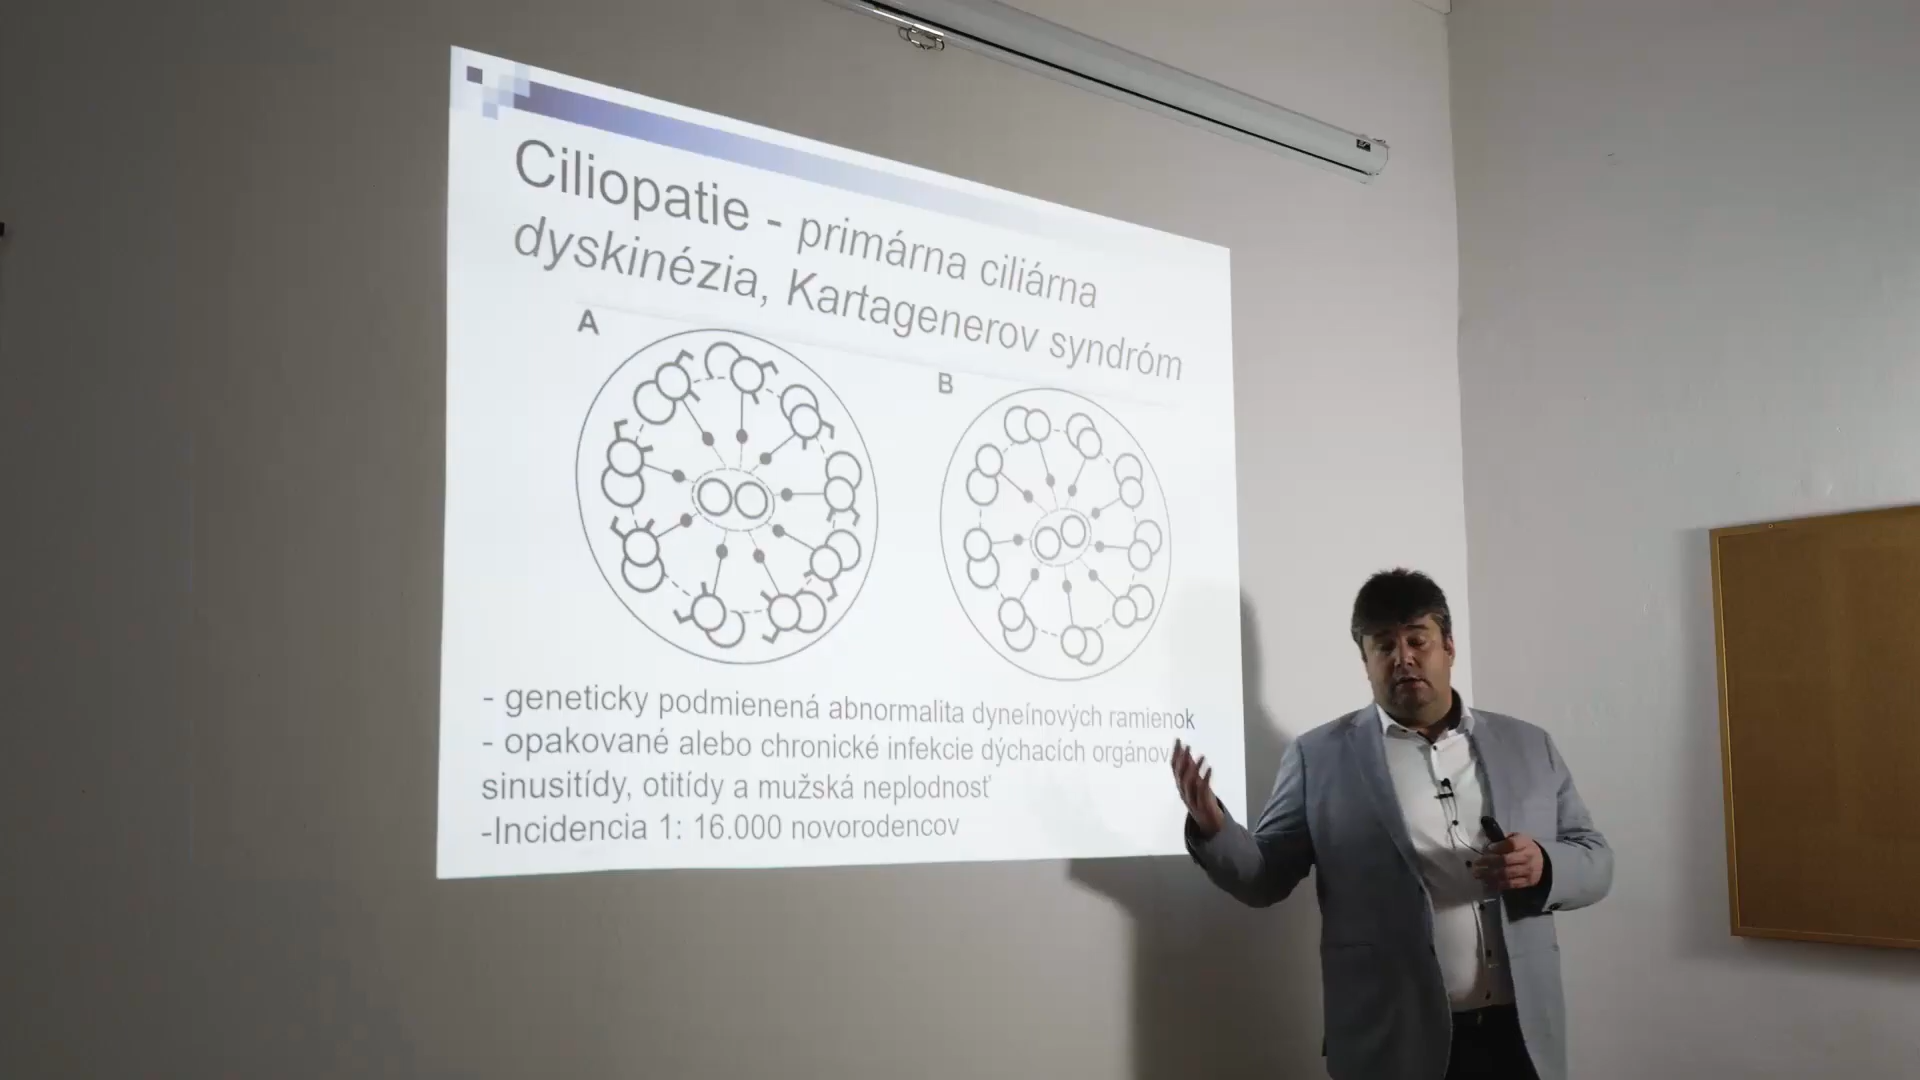 Ciliopatie - primárna ciliárna
dyskinézia, Kartagenerov syndróm
A
B
- geneticky podmienená abnormalita dyneínových ramienok
- opakované alebo chronické infekcie dýchacích orgánov
sinusitídy, otitídy a mužská neplodnosť
-Incidencia 1: 16.000 novorodencov